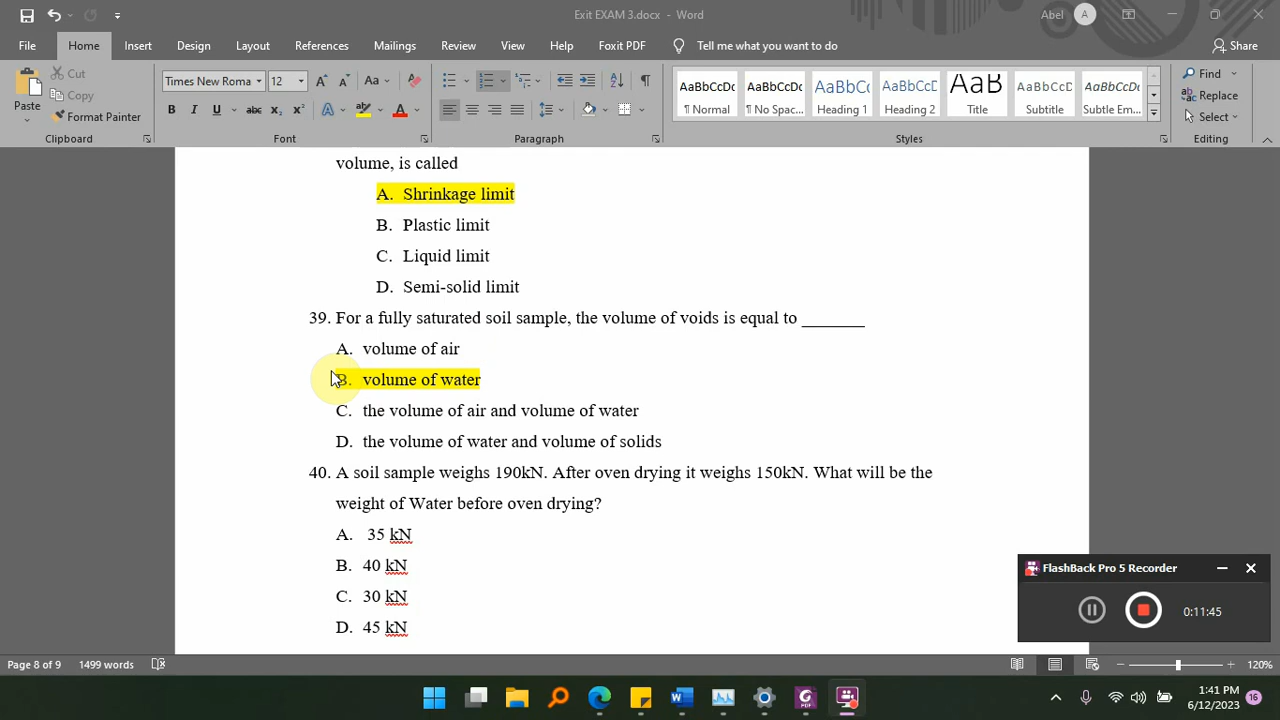 Exit EXAM 3.docx - Word
Abel
A
File
Home
Insert
Design
Layout
References
Mailings
Review
View
Help
Foxit PDF
Tell me what you want to do
Share
Paste
Cut
Copy
Format Painter
Clipboard
Times New Roma
12
Font
Paragraph
AaBbCcDc
¶ Normal
AaBbCcDc
¶ No Spac...
AaBbCc
Heading 1
AaBbCcD
Heading 2
AaB
Title
AaBbCcD
Subtitle
AaBbCcDc
Subtle Em...
Styles
Find
Replace
Select
Editing
volume, is called
A. Shrinkage limit
B. Plastic limit
C. Liquid limit
D. Semi-solid limit
39. For a fully saturated soil sample, the volume of voids is equal to _______
A. volume of air
B. volume of water
C. the volume of air and volume of water
D. the volume of water and volume of solids
40. A soil sample weighs 190kN. After oven drying it weighs 150kN. What will be the
weight of Water before oven drying?
A. 35 kN
B. 40 kN
C. 30 kN
D. 45 kN
FlashBack Pro 5 Recorder
0:11:45
Page 8 of 9
1499 words
120%
1:41 PM
6/12/2023
16